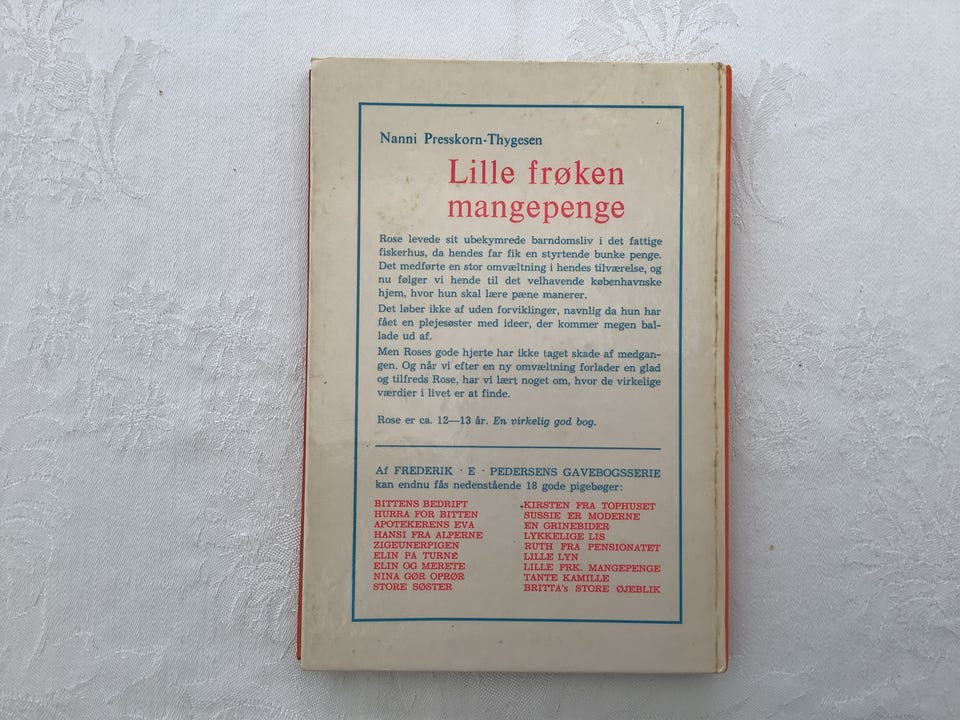 Nanni Presskorn-Thygesen
Lille frøken
mangepenge
Rose levede sit ubekymrede barndomsliv i det fattige
fiskerhus, da hendes far fik en styrtende bunke penge.
Det medførte en stor omvæltning i hendes tilværelse, og
nu følger vi hende til det velhavende københavnske
hjem, hvor hun skal lære pæne manerer.
Det løber ikke af uden forviklinger, navnlig da hun har
fået en plejesøster med ideer, der kommer megen bal-
lade ud af.
Men Roses gode hjerte har ikke taget skade af medgan-
gen. Og når vi efter en ny omvæltning forlader en glad
og tilfreds Rose, har vi lært noget om, hvor de virkelige
værdier i livet er at finde.
Rose er ca. 12—13 år. En virkelig god bog.
Af FREDERIK · E · PEDERSENS GAVEBOGSSERIE
kan endnu fås nedenstående 18 gode pigebøger:
BITTENS BEDRIFT
HURRA FOR BITTEN
APOTEKERENS EVA
HANSI FRA ALPERNE
ZIGEUNERPIGEN
ELIN PÅ TURNÉ
ELIN OG MERETE
NINA GØR OPRØR
STORE SØSTER
KIRSTEN FRA TOPHUSET
SUSSIE ER MODERNE
EN GRINEBIDER
LYKKELIGE LIS
RUTH FRA PENSIONATET
LILLE LYN
LILLE FRK. MANGEPENGE
TANTE KAMILLE
BRITTA's STORE ØJEBLIK